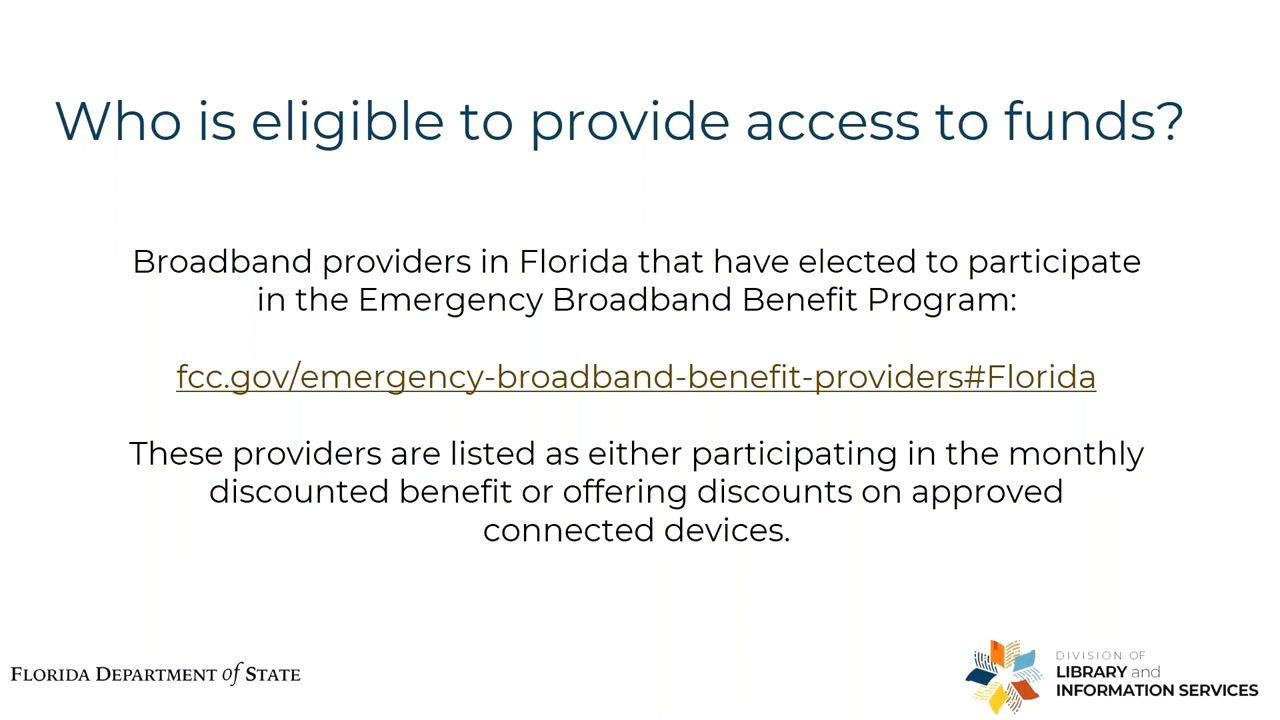 Who is eligible to provide access to funds?
Broadband providers in Florida that have elected to participate
in the Emergency Broadband Benefit Program:
fcc.gov/emergency-broadband-benefit-providers#Florida
These providers are listed as either participating in the monthly
discounted benefit or offering discounts on approved
connected devices.
FLORIDA DEPARTMENT of STATE
DIVISION OF
LIBRARY and
INFORMATION SERVICES